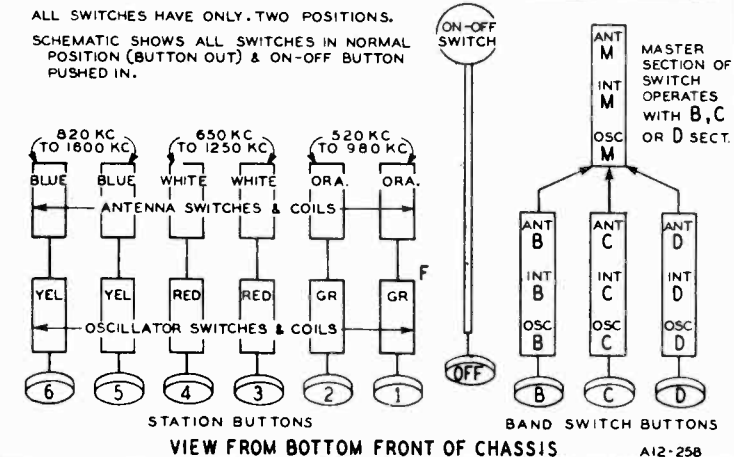 ALL SWITCHES HAVE ONLY. TWO POSITIONS.
SCHEMATIC SHOWS ALL SWITCHES IN NORMAL
POSITION (BUTTON OUT) & ON-OFF BUTTON
PUSHED IN.
ON-OFF
SWITCH
ANT
M
INT
M
OSC
M
MASTER
SECTION OF
SWITCH
OPERATES
WITH B,C
OR D SECT.
820 KC
TO 1600 KC
650 KC
TO 1250 KC
520 KC
TO 980 KC
BLUE BLUE WHITE WHITE ORA. ORA.
ANTENNA SWITCHES & COILS
F
YEL YEL RED RED GR GR
OSCILLATOR SWITCHES & COILS
6 5 4 3 2 1
STATION BUTTONS
OFF
ANT ANT ANT
B C D
INT INT INT
B C D
OSC OSC OSC
B C D
B C D
BAND SWITCH BUTTONS
VIEW FROM BOTTOM FRONT OF CHASSIS
A12-258